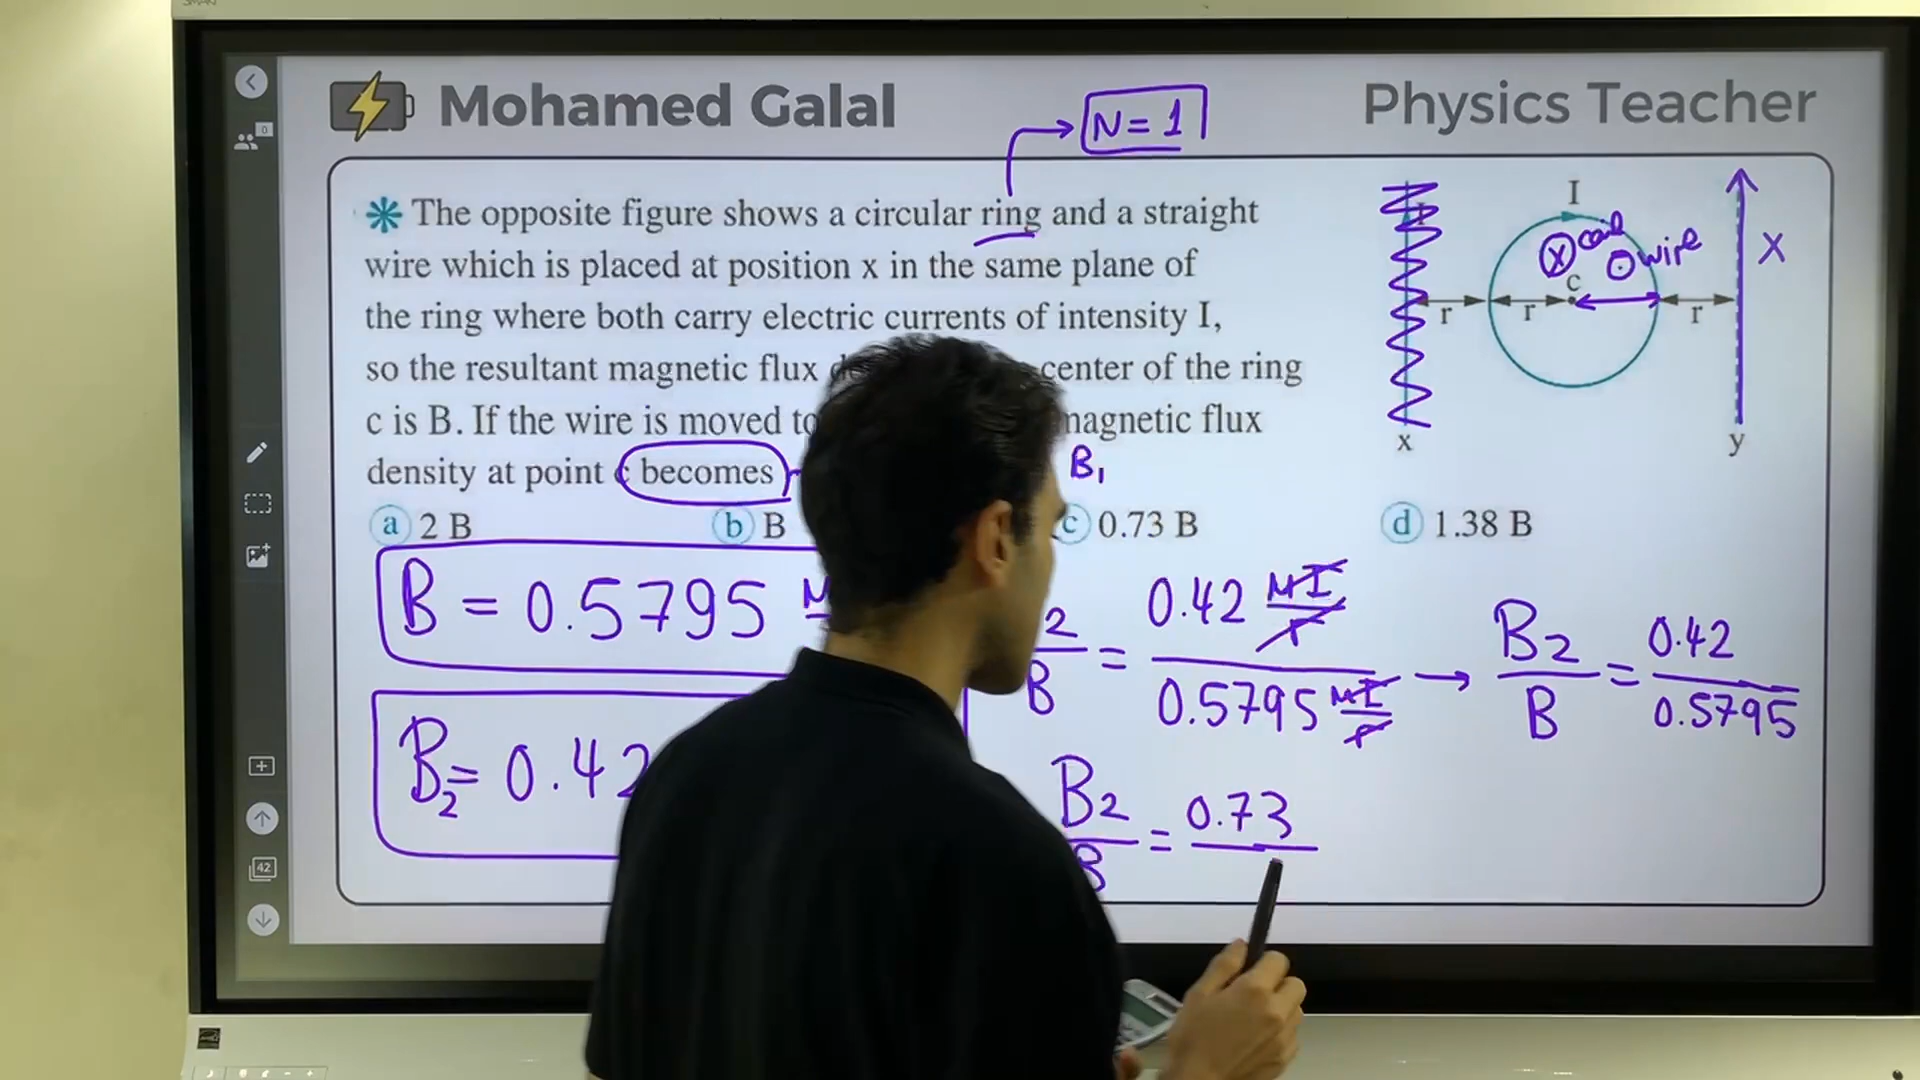 Mohamed Galal
Physics Teacher
N = 1
The opposite figure shows a circular ring and a straight
wire which is placed at position x in the same plane of
the ring where both carry electric currents of intensity I,
so the resultant magnetic flux center of the ring
c is B. If the wire is moved to magnetic flux
density at point c becomes B₁
a 2 B
b B
c 0.73 B
d 1.38 B
I
X coil
wire
X
c
r r r
x y
B = 0.5795
B₂ = 0.42
2/B = 0.42 μI/r / 0.5795 μI/r → B₂/B = 0.42/0.5795
B₂/B = 0.73
0
42